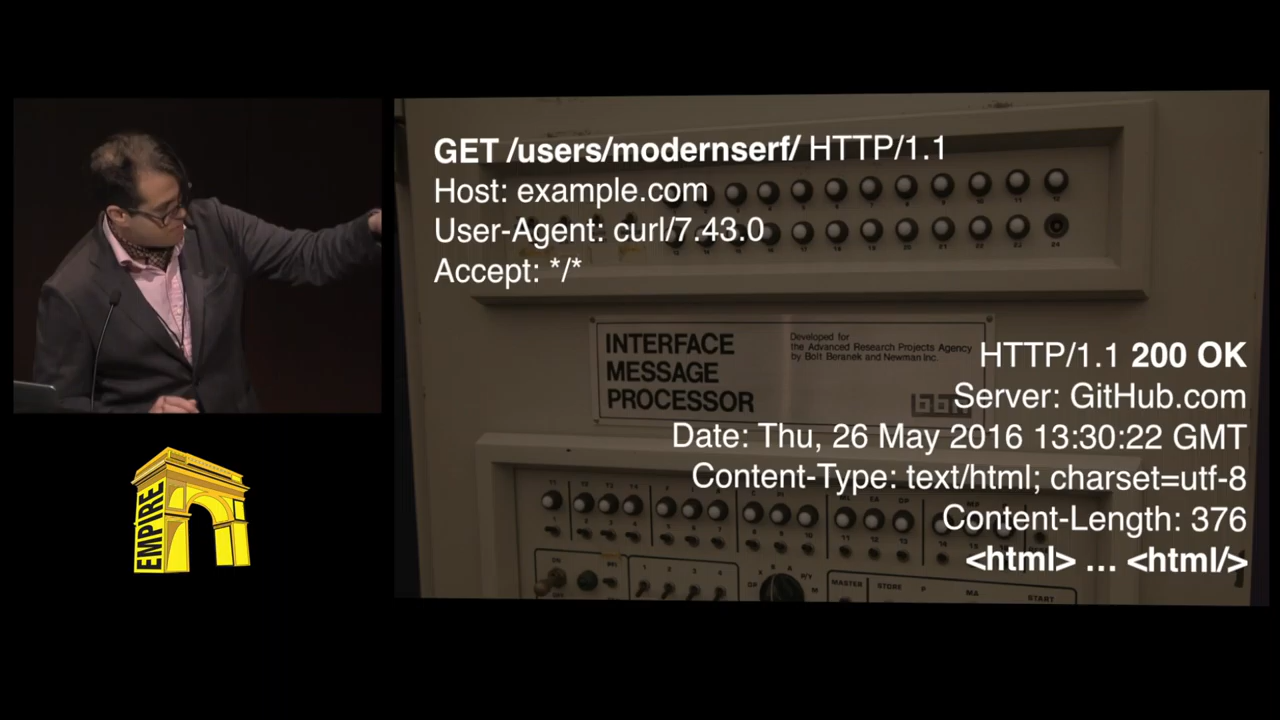 GET /users/modernserf/ HTTP/1.1
Host: example.com
User-Agent: curl/7.43.0
Accept: */*
INTERFACE
MESSAGE
PROCESSOR
Developed for
the Advanced Research Projects Agency
by Bolt Beranek and Newman Inc.
bbn
HTTP/1.1 200 OK
Server: GitHub.com
Date: Thu, 26 May 2016 13:30:22 GMT
Content-Type: text/html; charset=utf-8
Content-Length: 376
<html> ... <html/>
EMPIRE
MASTER
STORE
P
MA
START